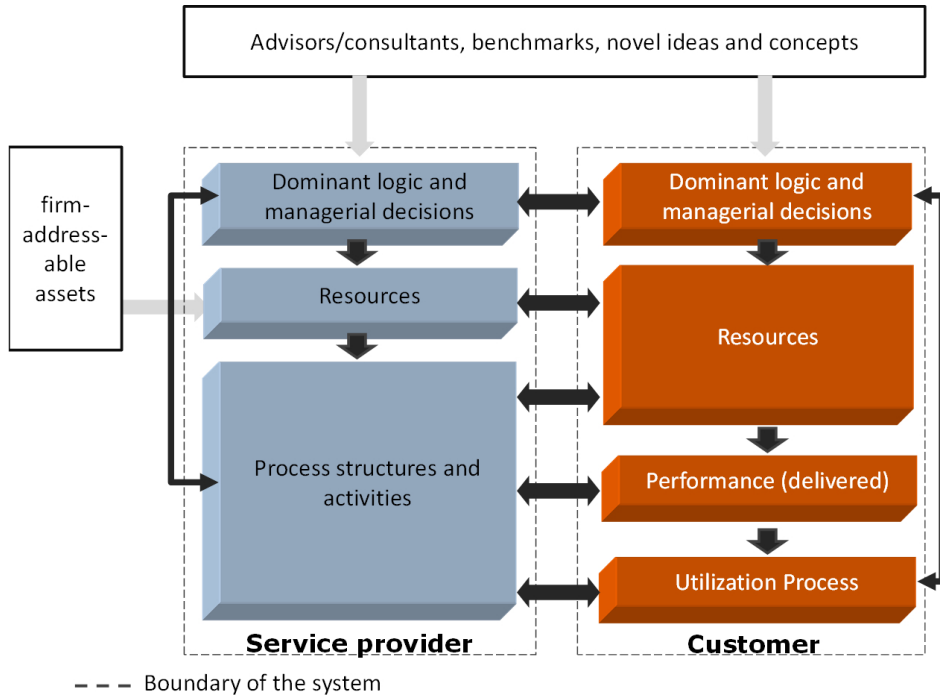 Advisors/consultants, benchmarks, novel ideas and concepts
firm-
address-
able
assets
Dominant logic and
managerial decisions
Resources
Process structures and
activities
Service provider
Dominant logic and
managerial decisions
Resources
Performance (delivered)
Utilization Process
Customer
Boundary of the system